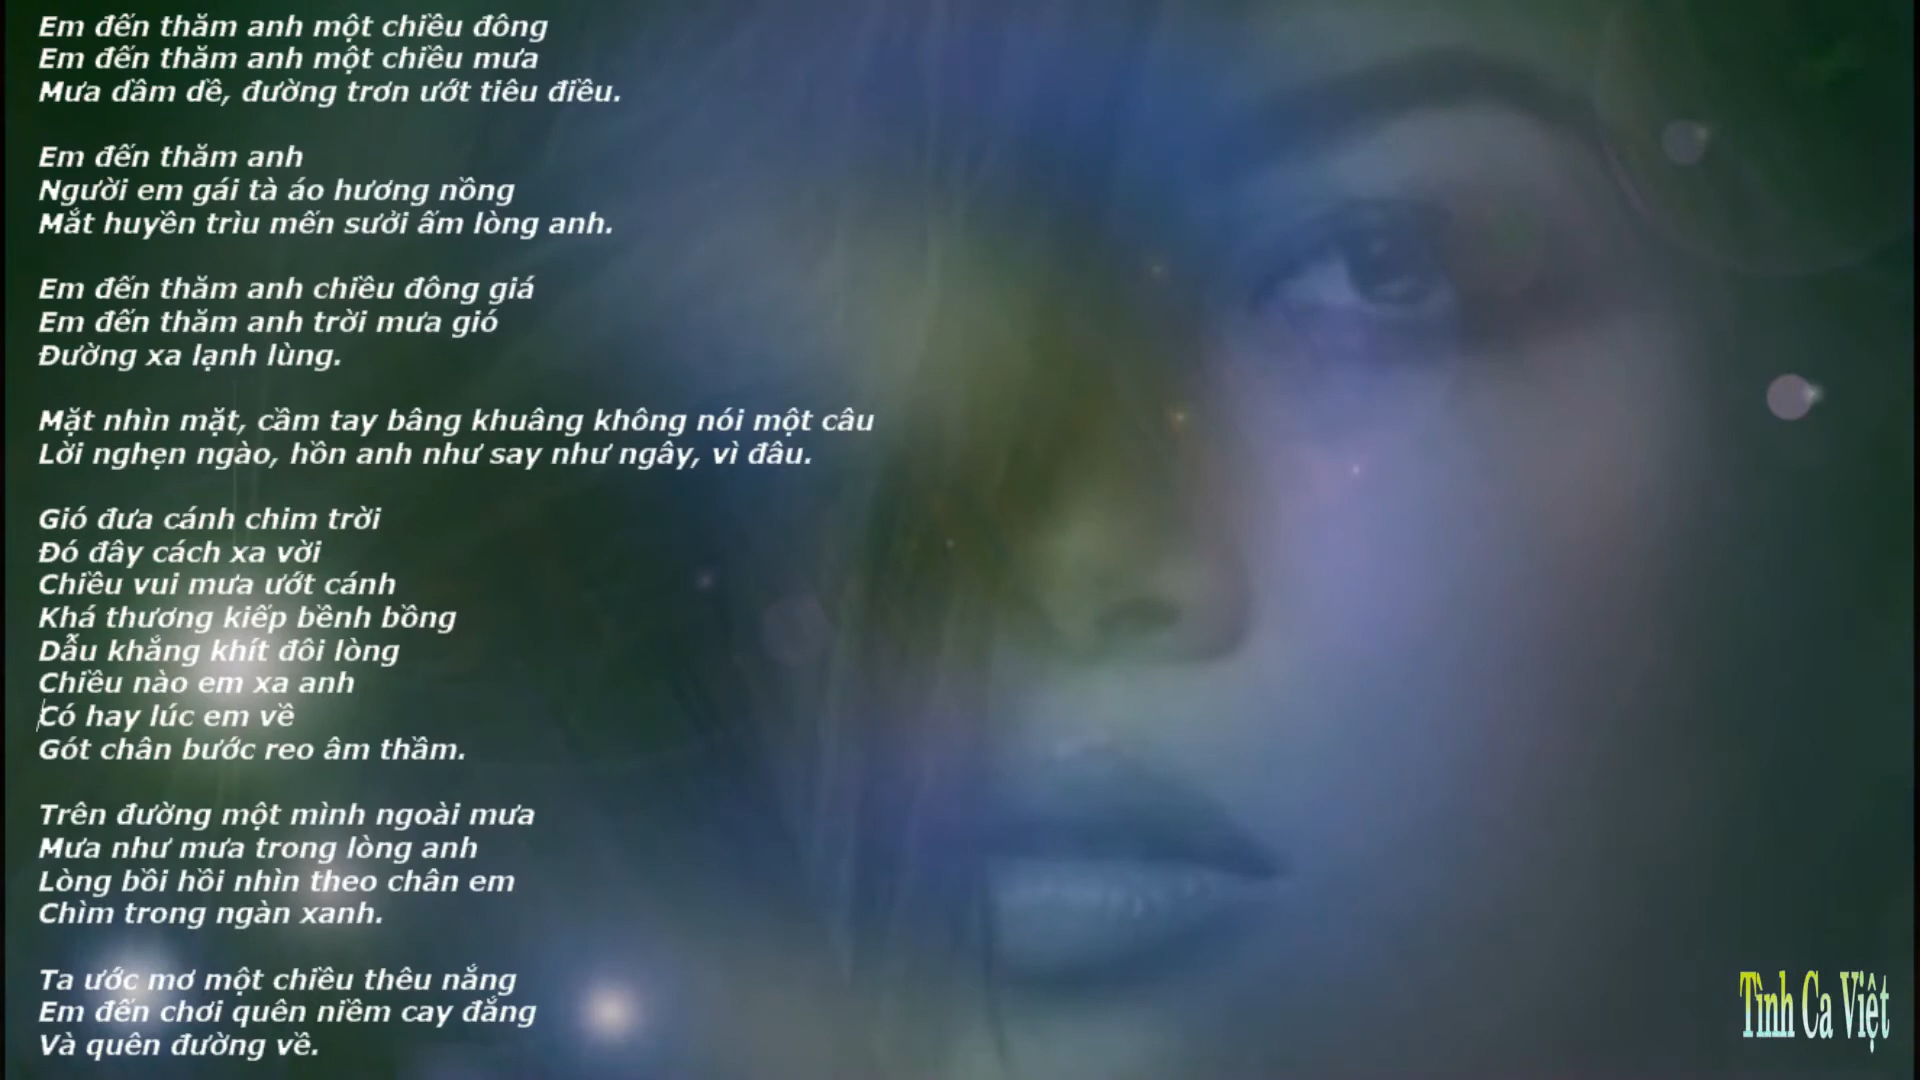 Em đến thăm anh một chiều đông
Em đến thăm anh một chiều mưa
Mưa dầm dề, đường trơn ướt tiêu điều.
Em đến thăm anh
Người em gái tà áo hương nồng
Mắt huyền trìu mến sưởi ấm lòng anh.
Em đến thăm anh chiều đông giá
Em đến thăm anh trời mưa gió
Đường xa lạnh lùng.
Mặt nhìn mặt, cầm tay bâng khuâng không nói một câu
Lời nghẹn ngào, hồn anh như say như ngây, vì đâu.
Gió đưa cánh chim trời
Đó đây cách xa vời
Chiều vui mưa ướt cánh
Khá thương kiếp bềnh bồng
Dẫu khẳng khít đôi lòng
Chiều nào em xa anh
Có hay lúc em về
Gót chân bước reo âm thầm.
Trên đường một mình ngoài mưa
Mưa như mưa trong lòng anh
Lòng bồi hồi nhìn theo chân em
Chìm trong ngàn xanh.
Ta ước mơ một chiều thêu nắng
Em đến chơi quên niềm cay đắng
Và quên đường về.
Tình Ca Việt